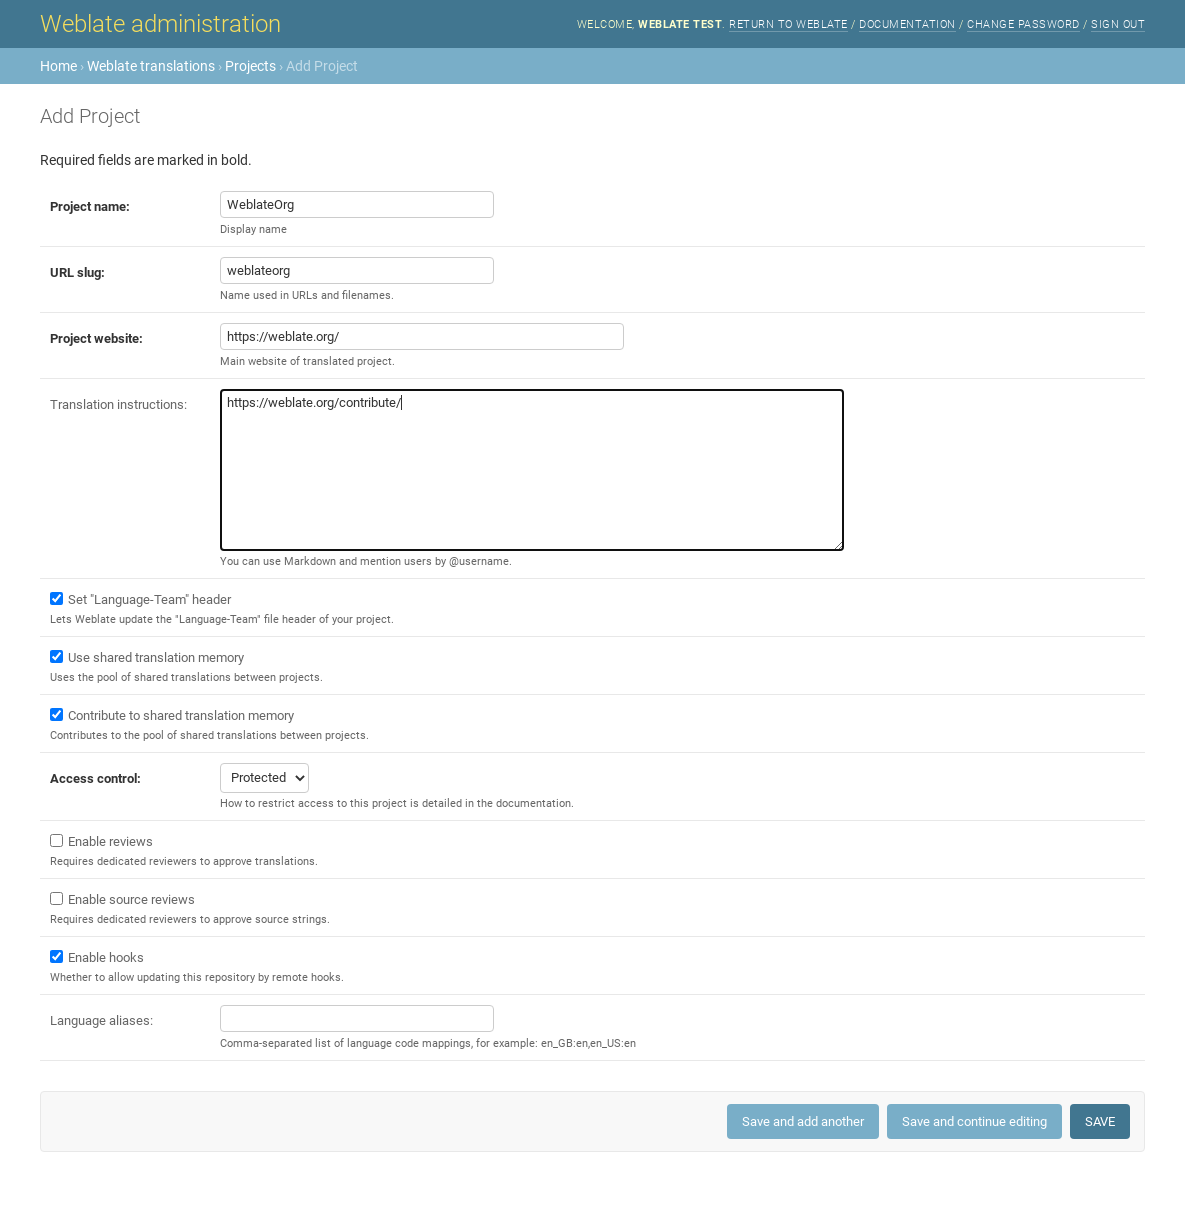 Weblate administration
WELCOME, WEBLATE TEST. RETURN TO WEBLATE / DOCUMENTATION / CHANGE PASSWORD / SIGN OUT
Home › Weblate translations › Projects › Add Project
Add Project
Required fields are marked in bold.
Project name:
WeblateOrg
Display name
URL slug:
weblateorg
Name used in URLs and filenames.
Project website:
https://weblate.org/
Main website of translated project.
Translation instructions:
https://weblate.org/contribute/
You can use Markdown and mention users by @username.
Set "Language-Team" header
Lets Weblate update the "Language-Team" file header of your project.
Use shared translation memory
Uses the pool of shared translations between projects.
Contribute to shared translation memory
Contributes to the pool of shared translations between projects.
Access control:
Protected
How to restrict access to this project is detailed in the documentation.
Enable reviews
Requires dedicated reviewers to approve translations.
Enable source reviews
Requires dedicated reviewers to approve source strings.
Enable hooks
Whether to allow updating this repository by remote hooks.
Language aliases:
Comma-separated list of language code mappings, for example: en_GB:en,en_US:en
Save and add another
Save and continue editing
SAVE